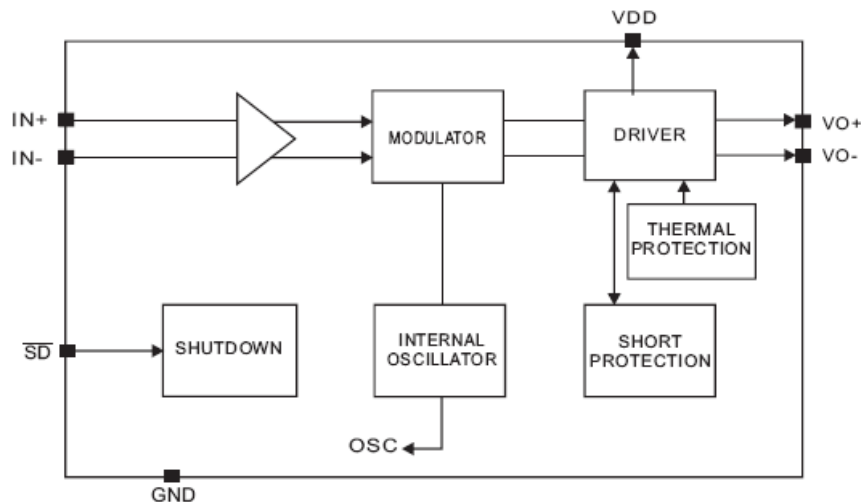 VDD
IN+
IN-
MODULATOR
DRIVER
VO+
VO-
THERMAL
PROTECTION
SD
SHUTDOWN
INTERNAL
OSCILLATOR
SHORT
PROTECTION
OSC
GND